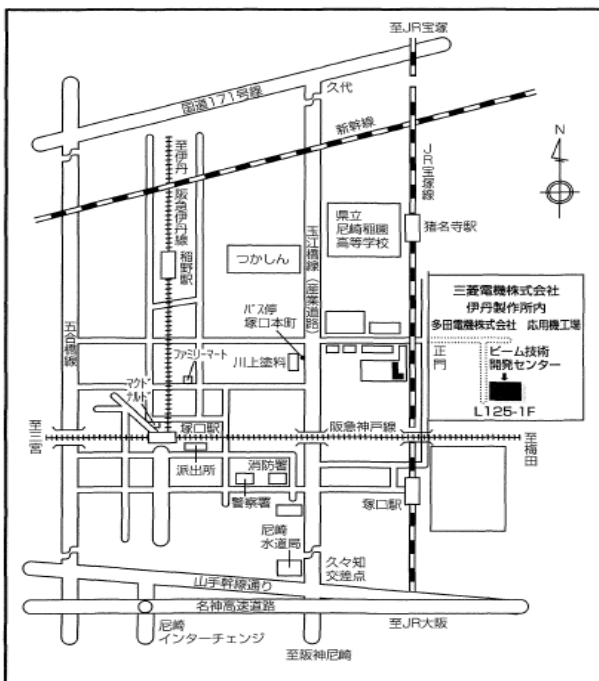 至JR宝塚
国道171号線
久代
新幹線
N
至伊丹
阪急伊丹線
JR宝塚線
県立
尼崎稲園
高等学校
猪名寺駅
玉江橋線(産業道路)
つかしん
稲野駅
三菱電機株式会社
伊丹製作所内
多田電機株式会社 応用機工場
バス停
塚口本町
五合橋線
正門
ビーム技術
開発センター
ファミリーマート
川上塗料
マクド
ナルド
L125-1F
至三宮
塚口駅
阪急神戸線
至梅田
派出所
消防署
警察署
塚口駅
尼崎
水道局
久々知
交差点
山手幹線通り
名神高速道路
尼崎
インターチェンジ
至JR大阪
至阪神尼崎